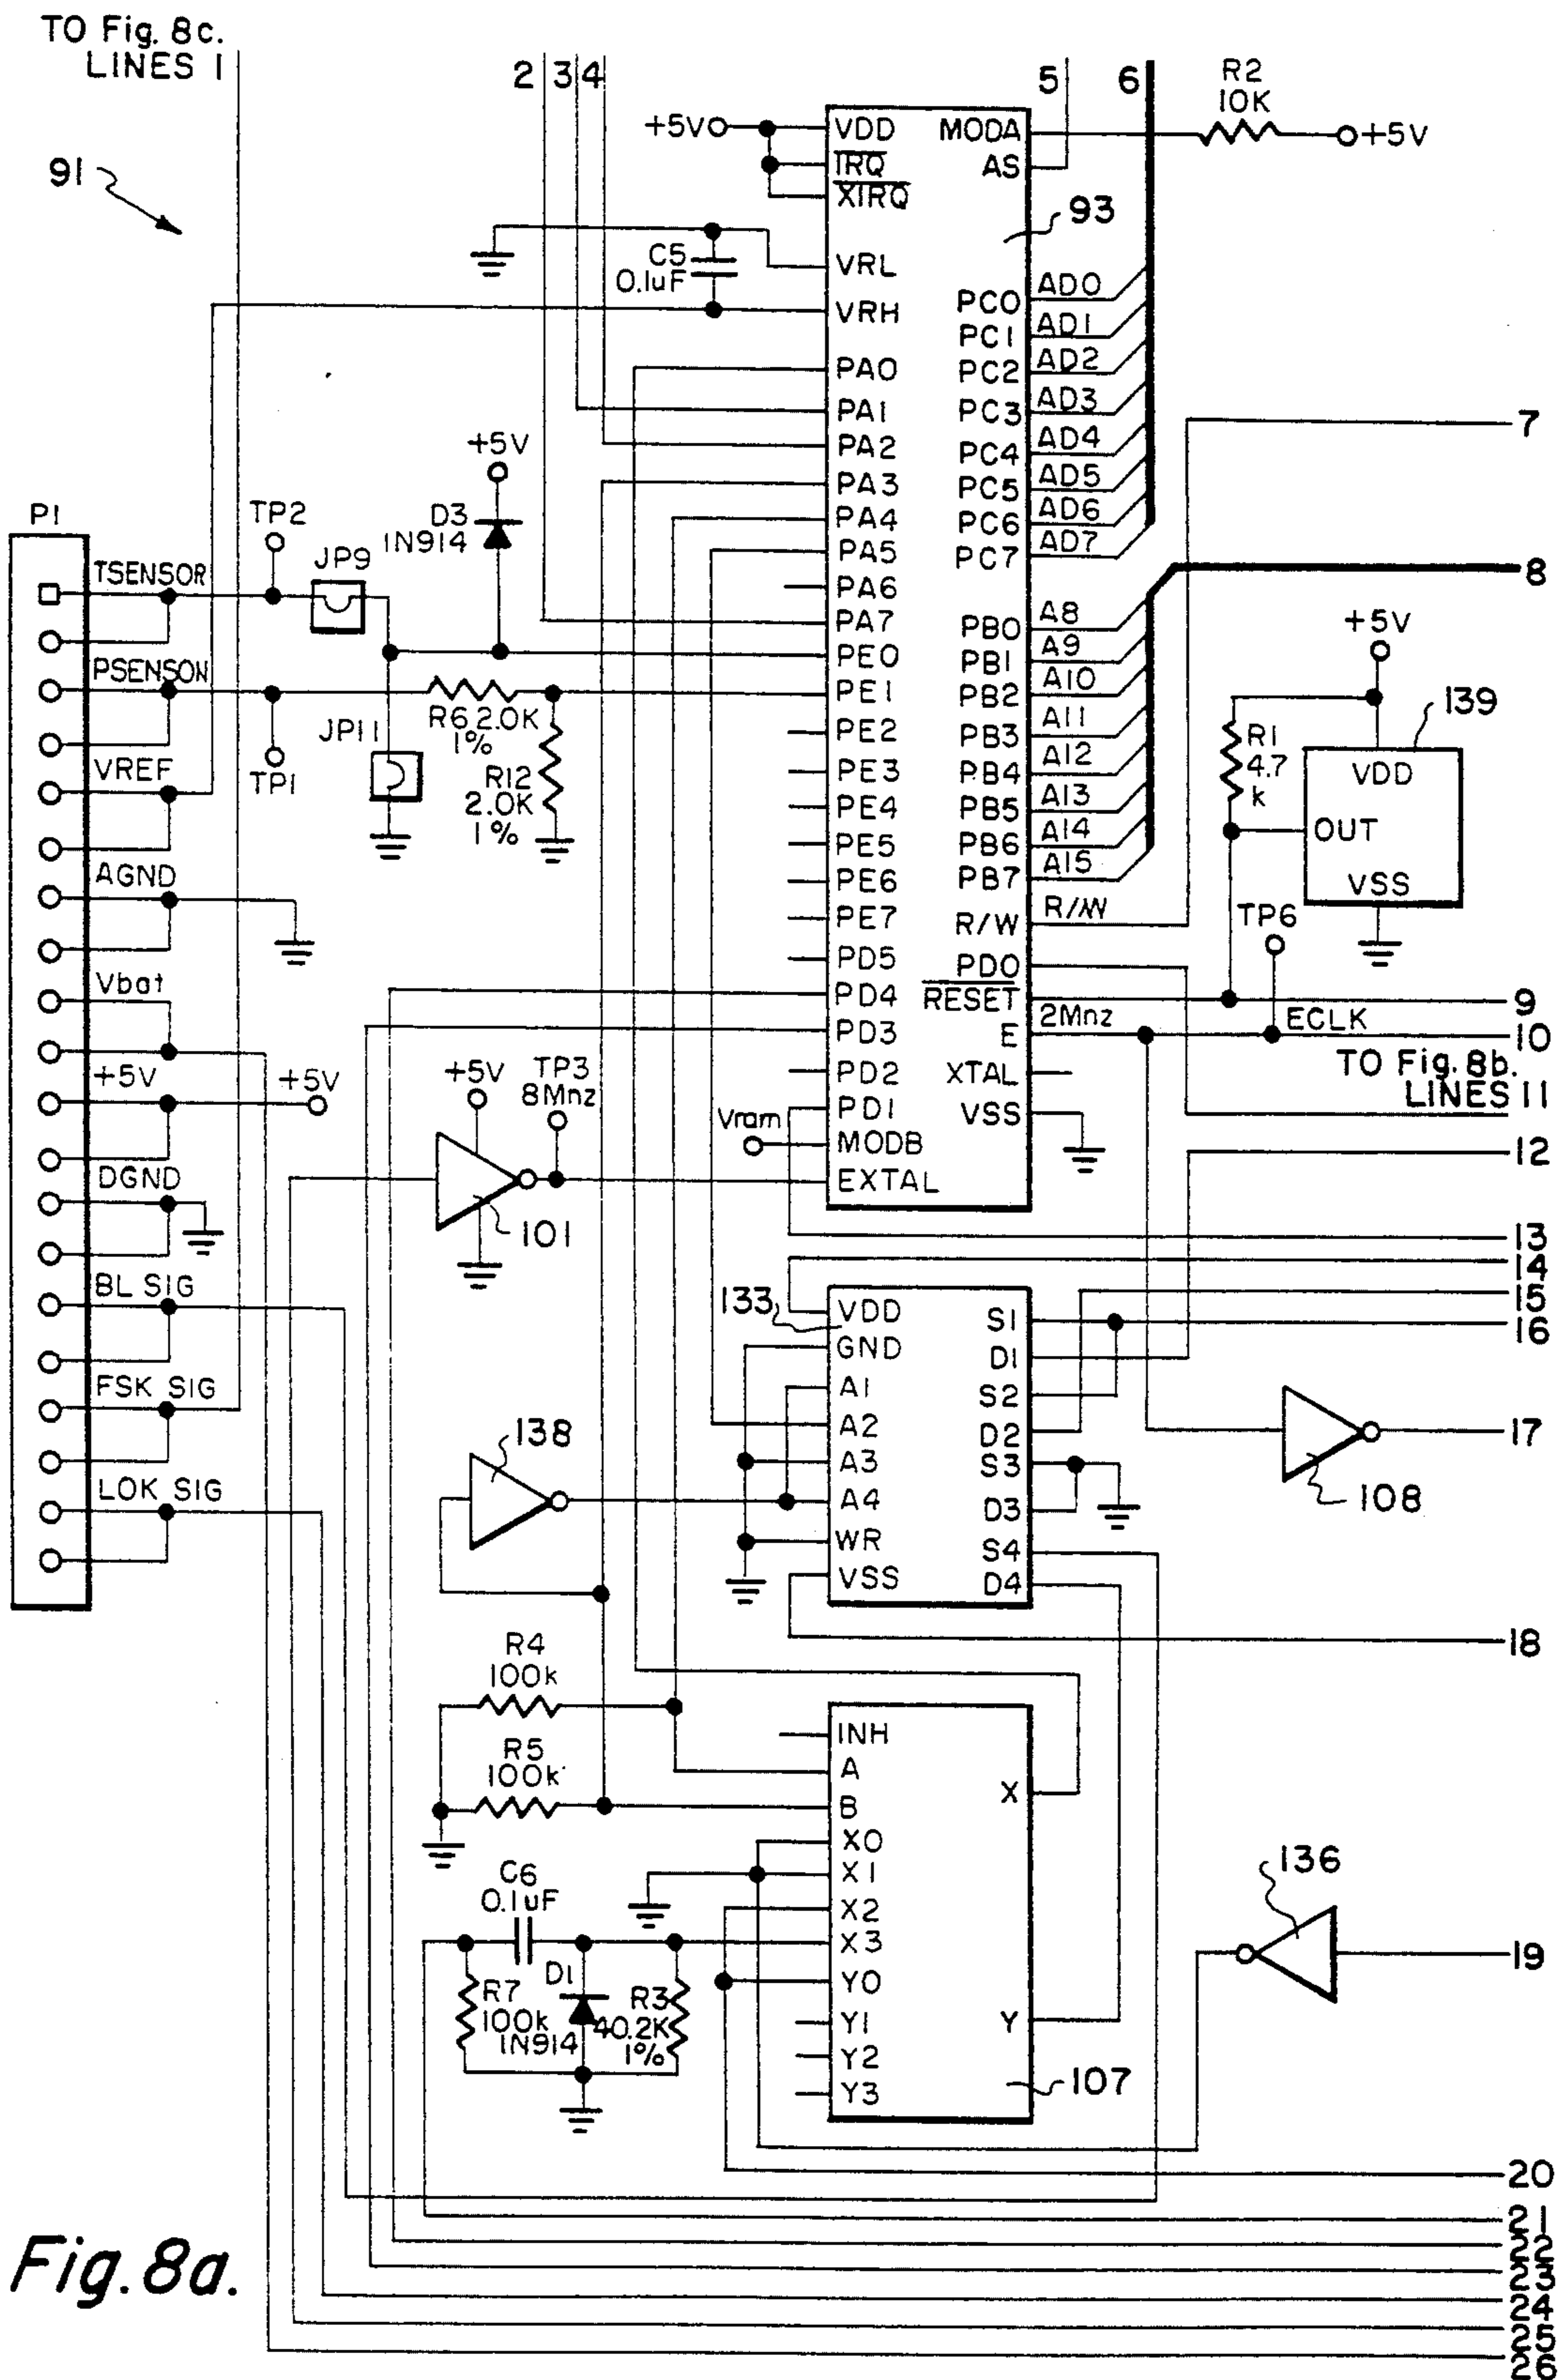 TO Fig. 8c.
LINES 1
2 3 4
5 6
R2
10K
+5V
91
+5V
VDD
IRQ
XIRQ
VRL
VRH
PA0
PA1
PA2
PA3
PA4
PA5
PA6
PA7
PE0
PE1
PE2
PE3
PE4
PE5
PE6
PE7
PD5
PD4
PD3
PD2
PD1
MODB
EXTAL
MODA
AS
93
PC0 AD0
PC1 AD1
PC2 AD2
PC3 AD3
PC4 AD4
PC5 AD5
PC6 AD6
PC7 AD7
PB0 A8
PB1 A9
PB2 A10
PB3 A11
PB4 A12
PB5 A13
PB6 A14
PB7 A15
R/W R/W
PD0
RESET
E 2Mnz
XTAL
VSS
C5
0.1uF
7
8
+5V
D3
1N914
P1
TSENSOR
TP2
JP9
PSENSON
TP1
JP11
R6 2.0K
1%
R12
2.0K
1%
VREF
AGND
Vbat
+5V
+5V
DGND
BL SIG
FSK SIG
LOK SIG
+5V
139
R1
4.7
k
VDD
OUT
VSS
TP6
9
ECLK
10
TO Fig. 8b.
LINES 11
12
+5V
TP3
8Mnz
Vram
101
13
14
15
16
133
VDD
GND
A1
A2
A3
A4
WR
VSS
S1
D1
S2
D2
S3
D3
S4
D4
17
108
138
18
R4
100k
R5
100k
INH
A
B
X0
X1
X2
X3
Y0
Y1
Y2
Y3
X
Y
107
C6
0.1uF
R7
100k
D1
1N914
R3
40.2K
1%
136
19
20
21
22
23
24
25
26
Fig. 8a.